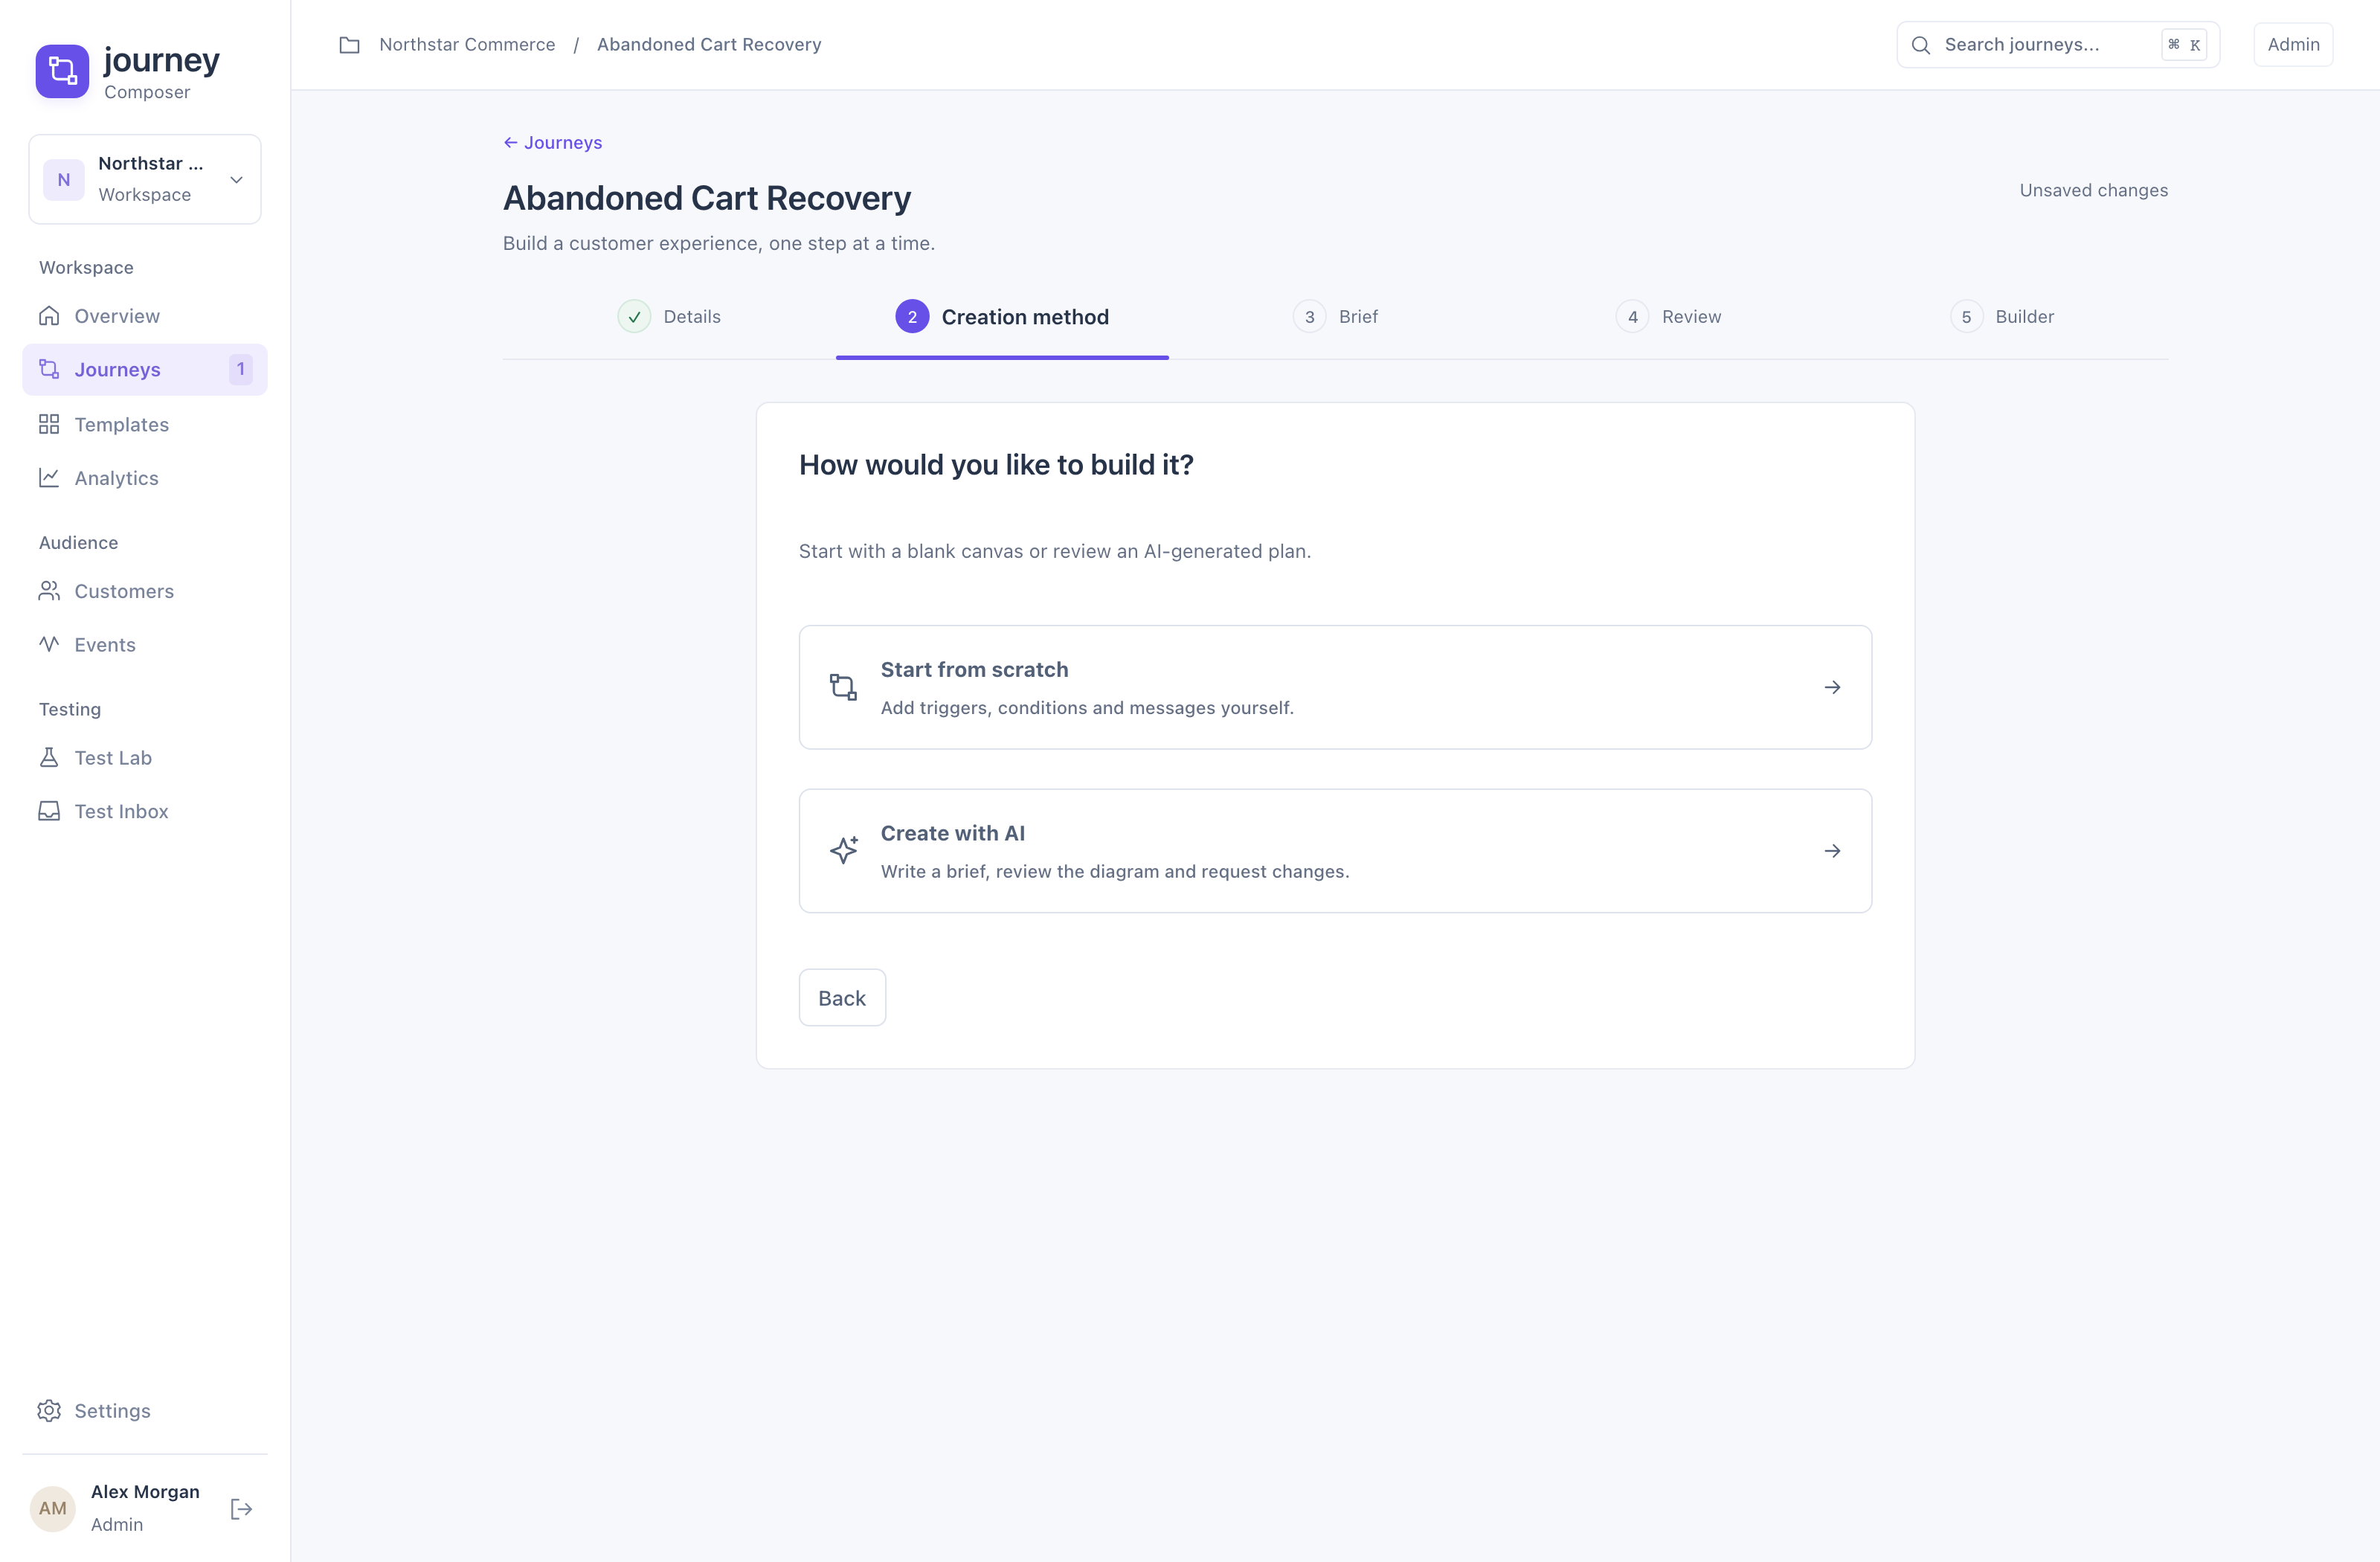 journey
Composer
N
Northstar ...
Workspace
Workspace
Overview
Journeys 1
Templates
Analytics
Audience
Customers
Events
Testing
Test Lab
Test Inbox
Settings
AM
Alex Morgan
Admin
Northstar Commerce / Abandoned Cart Recovery
Search journeys... ⌘ K
Admin
← Journeys
Abandoned Cart Recovery
Unsaved changes
Build a customer experience, one step at a time.
Details
2 Creation method
3 Brief
4 Review
5 Builder
How would you like to build it?
Start with a blank canvas or review an AI-generated plan.
Start from scratch
Add triggers, conditions and messages yourself.
Create with AI
Write a brief, review the diagram and request changes.
Back